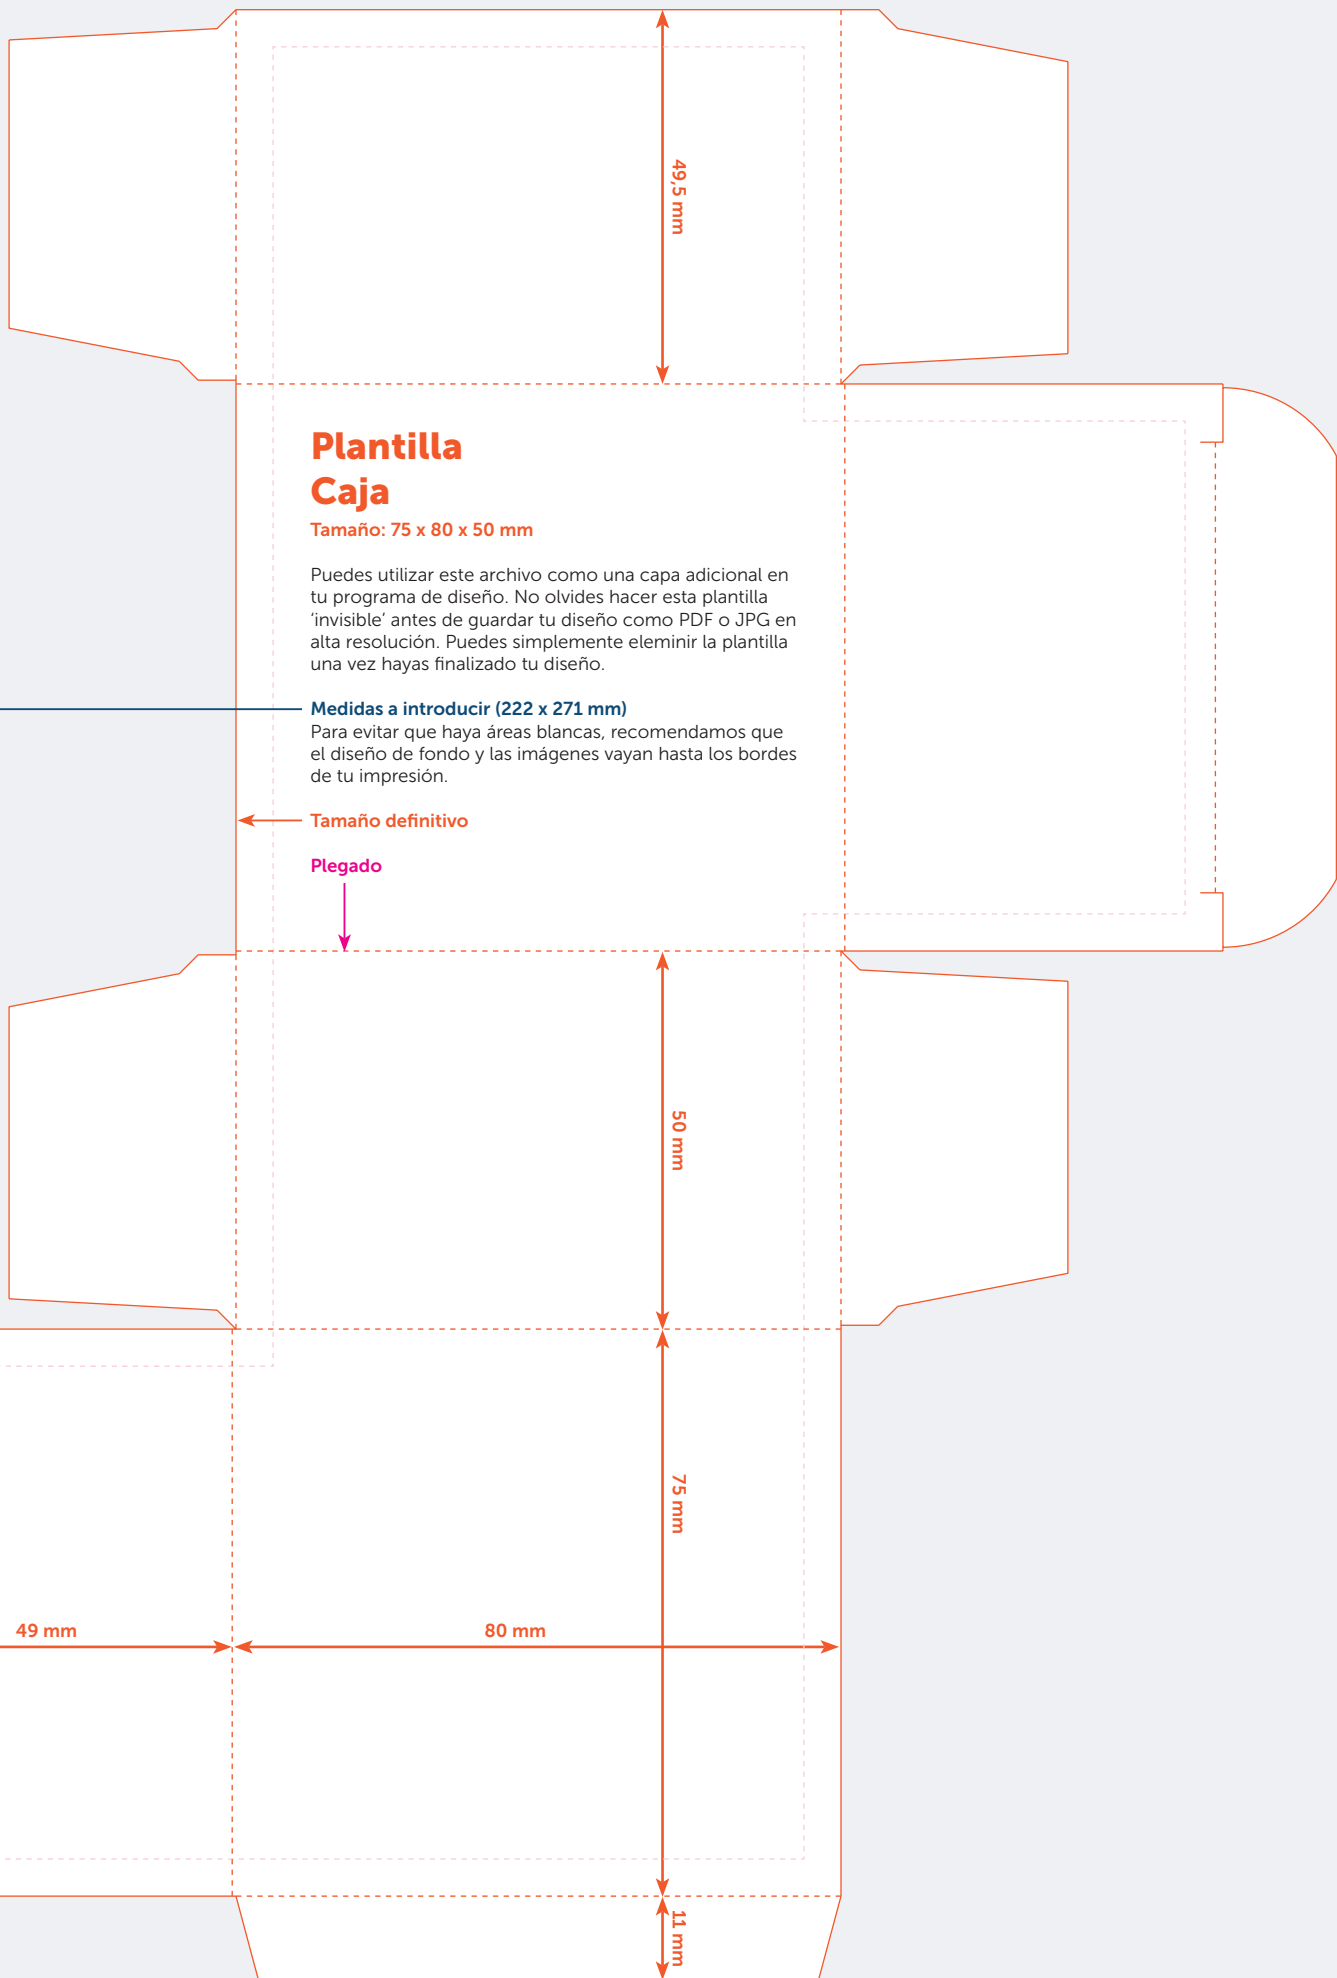 49,5 mm
Plantilla
Caja
Tamaño: 75 x 80 x 50 mm
Puedes utilizar este archivo como una capa adicional en
tu programa de diseño. No olvides hacer esta plantilla
‘invisible’ antes de guardar tu diseño como PDF o JPG en
alta resolución. Puedes simplemente eleminir la plantilla
una vez hayas finalizado tu diseño.
Medidas a introducir (222 x 271 mm)
Para evitar que haya áreas blancas, recomendamos que
el diseño de fondo y las imágenes vayan hasta los bordes
de tu impresión.
Tamaño definitivo
Plegado
50 mm
75 mm
49 mm
80 mm
11 mm